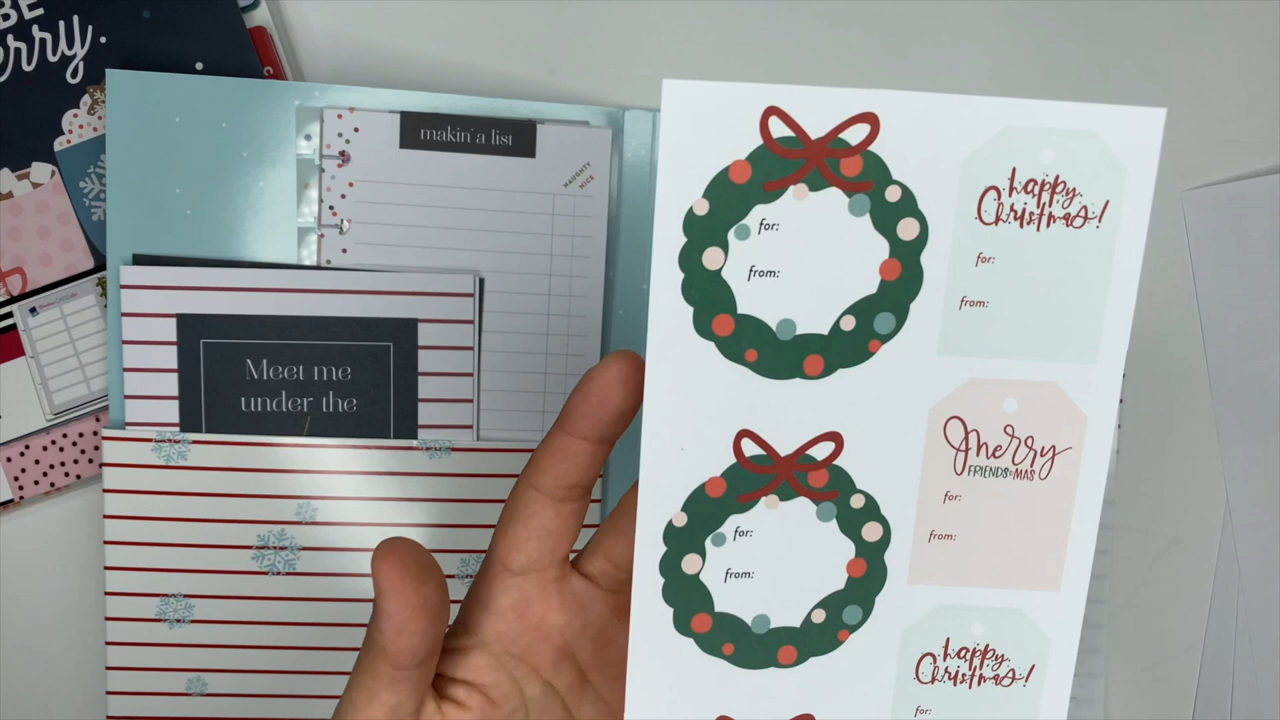 BE
erry.
makin' a list
NAUGHTY
NICE
Meet me
under the
for:
from:
happy
Christmas!
for:
from:
merry
FRIENDSMAS
for:
from:
for:
from:
happy
Christmas!
for: